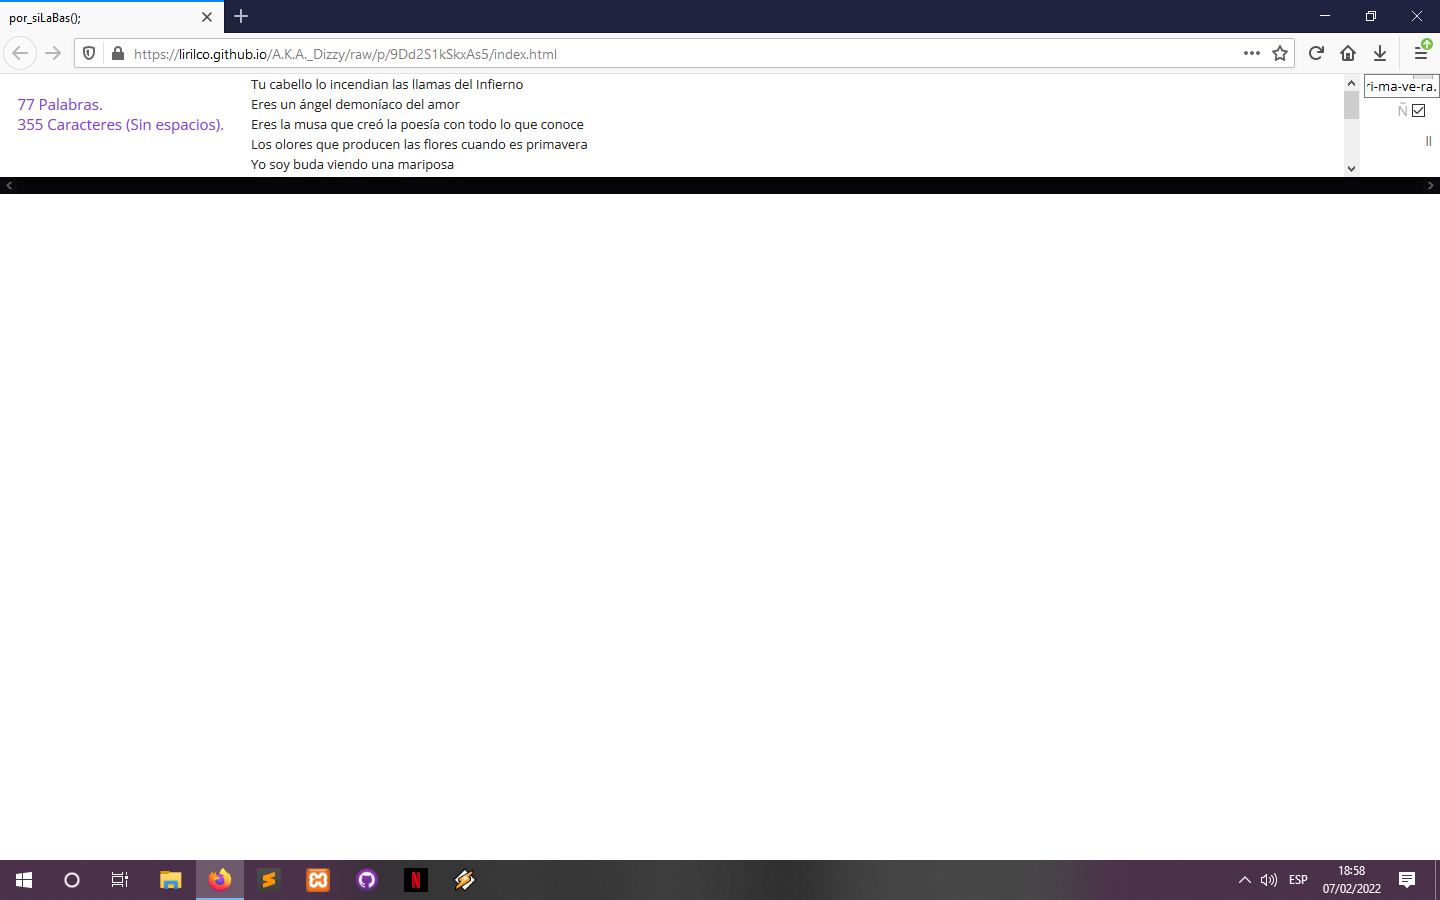 por_siLaBas();
https://lirilco.github.io/A.K.A._Dizzy/raw/p/9Dd2S1kSkxAs5/index.html
77 Palabras.
355 Caracteres (Sin espacios).
Tu cabello lo incendian las llamas del Infierno
Eres un ángel demoníaco del amor
Eres la musa que creó la poesía con todo lo que conoce
Los olores que producen las flores cuando es primavera
Yo soy buda viendo una mariposa
ri-ma-ve-ra.
Ñ
||
ESP
18:58
07/02/2022